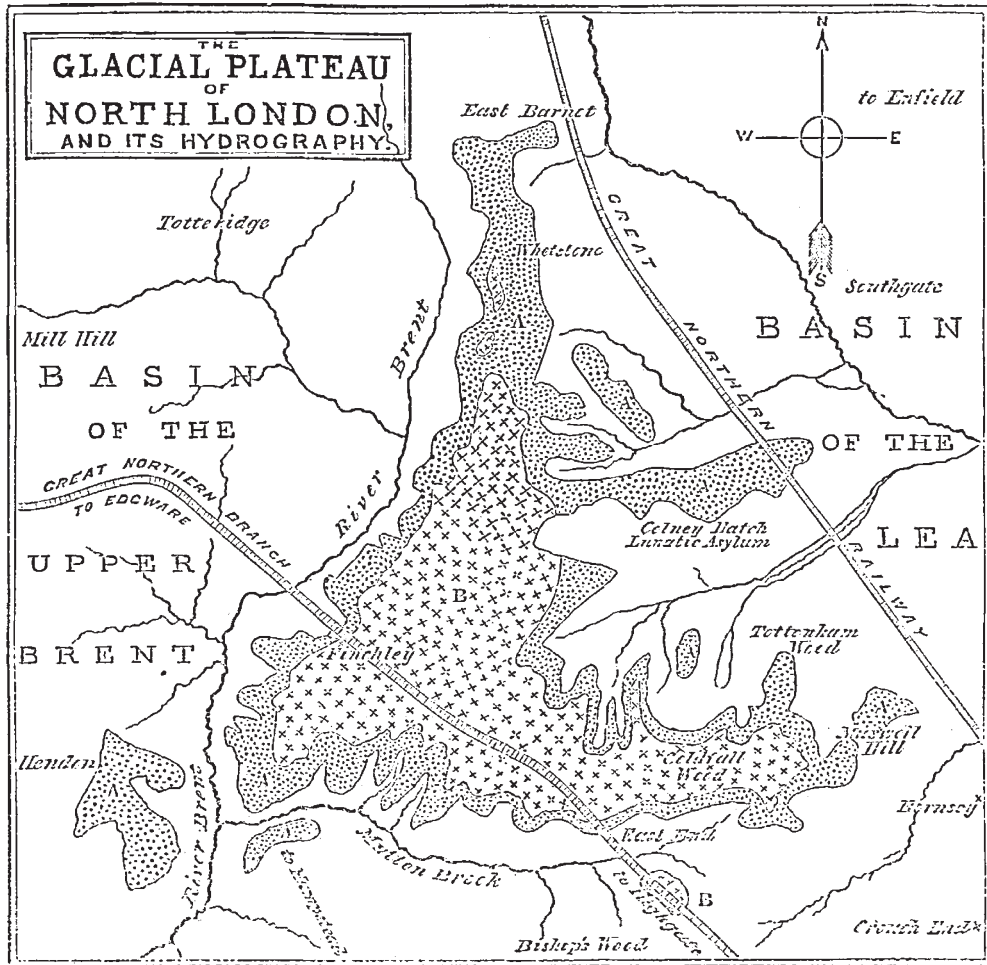 THE
GLACIAL PLATEAU
OF
NORTH LONDON,
AND ITS HYDROGRAPHY.
N
W
E
S
to Enfield
East Barnet
Totteridge
Whetstone
GREAT NORTHERN RAILWAY
Southgate
Mill Hill
BASIN
OF THE
UPPER
BRENT
River Brent
A
BASIN
OF THE
LEA
GREAT NORTHERN BRANCH
TO EDGWARE
Colney Hatch
Lunatic Asylum
B
Finchley
Tottenham
Wood
Muswell
Hill
Coldfall
Wood
Hendon
River Brent
Mutton Brook
to Hampstead
East End
Hornsey
to Highgate
B
Bishop's Wood
Crouch End